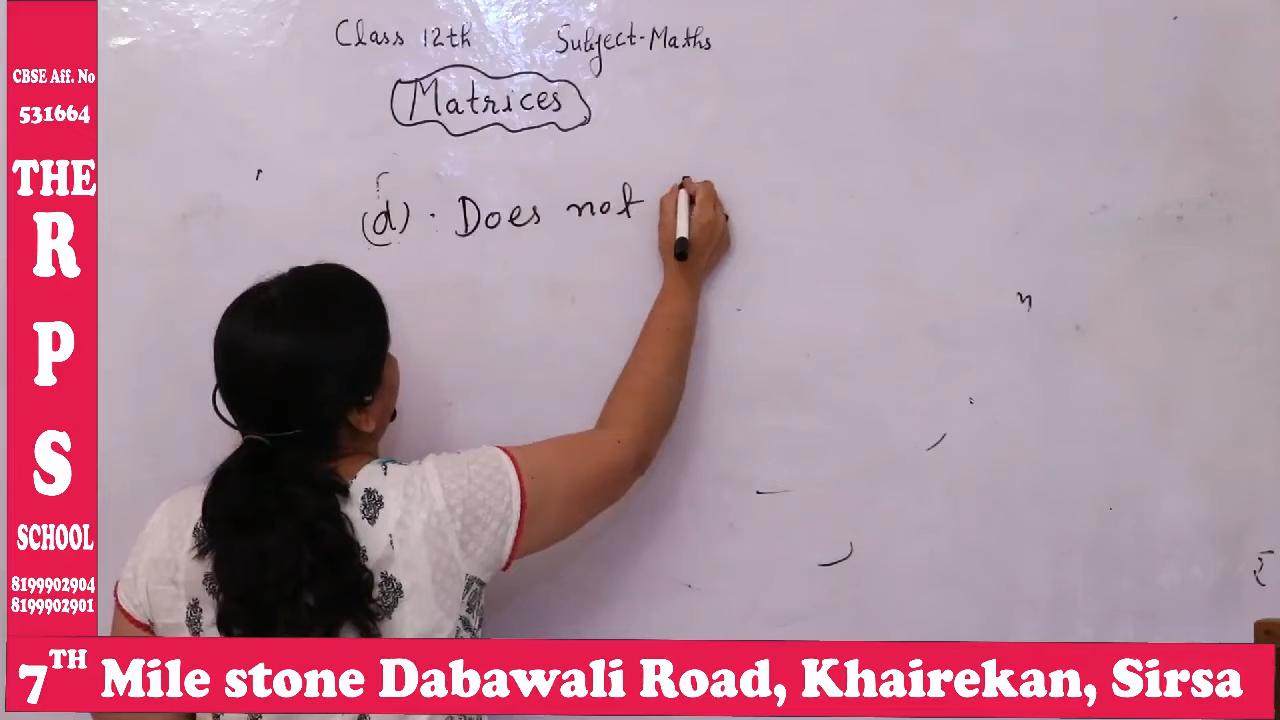 CBSE Aff. No
531664
THE
R
P
S
SCHOOL
8199902904
8199902901
Class 12th Subject-Maths
Matrices
(d). Does not
7TH Mile stone Dabawali Road, Khairekan, Sirsa